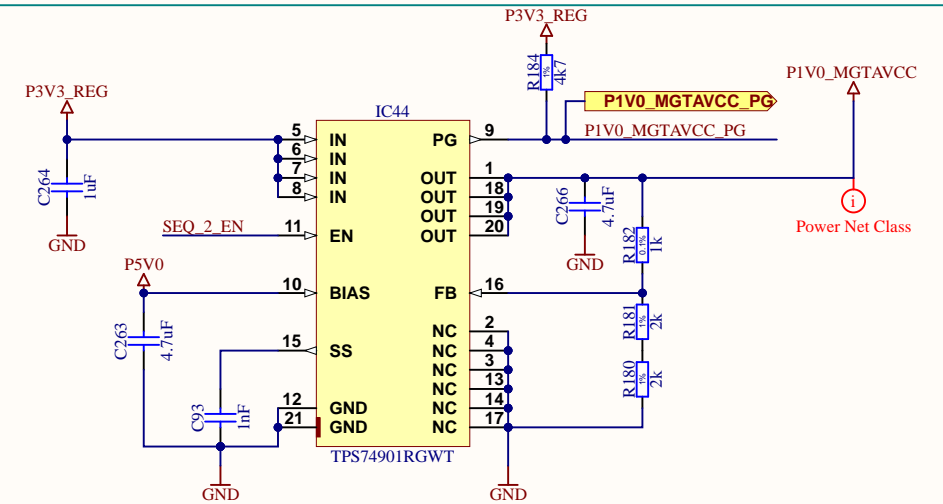 P3V3_REG
R184
1%
4k7
P1V0_MGTAVCC
P3V3_REG
P1V0_MGTAVCC_PG
IC44
P1V0_MGTAVCC_PG
5 IN PG 9
6 IN
7 IN OUT 1
8 IN OUT 18
OUT 19
11 EN OUT 20
C264
1uF
GND
SEQ_2_EN
C266
4.7uF
GND
R182
0.1%
1k
i
Power Net Class
P5V0
10 BIAS FB 16
C263
4.7uF
R181
1%
2k
NC 2
15 SS NC 4
NC 3
NC 13
12 GND NC 14
21 GND NC 17
R180
1%
2k
C93
1nF
TPS74901RGWT
GND
GND